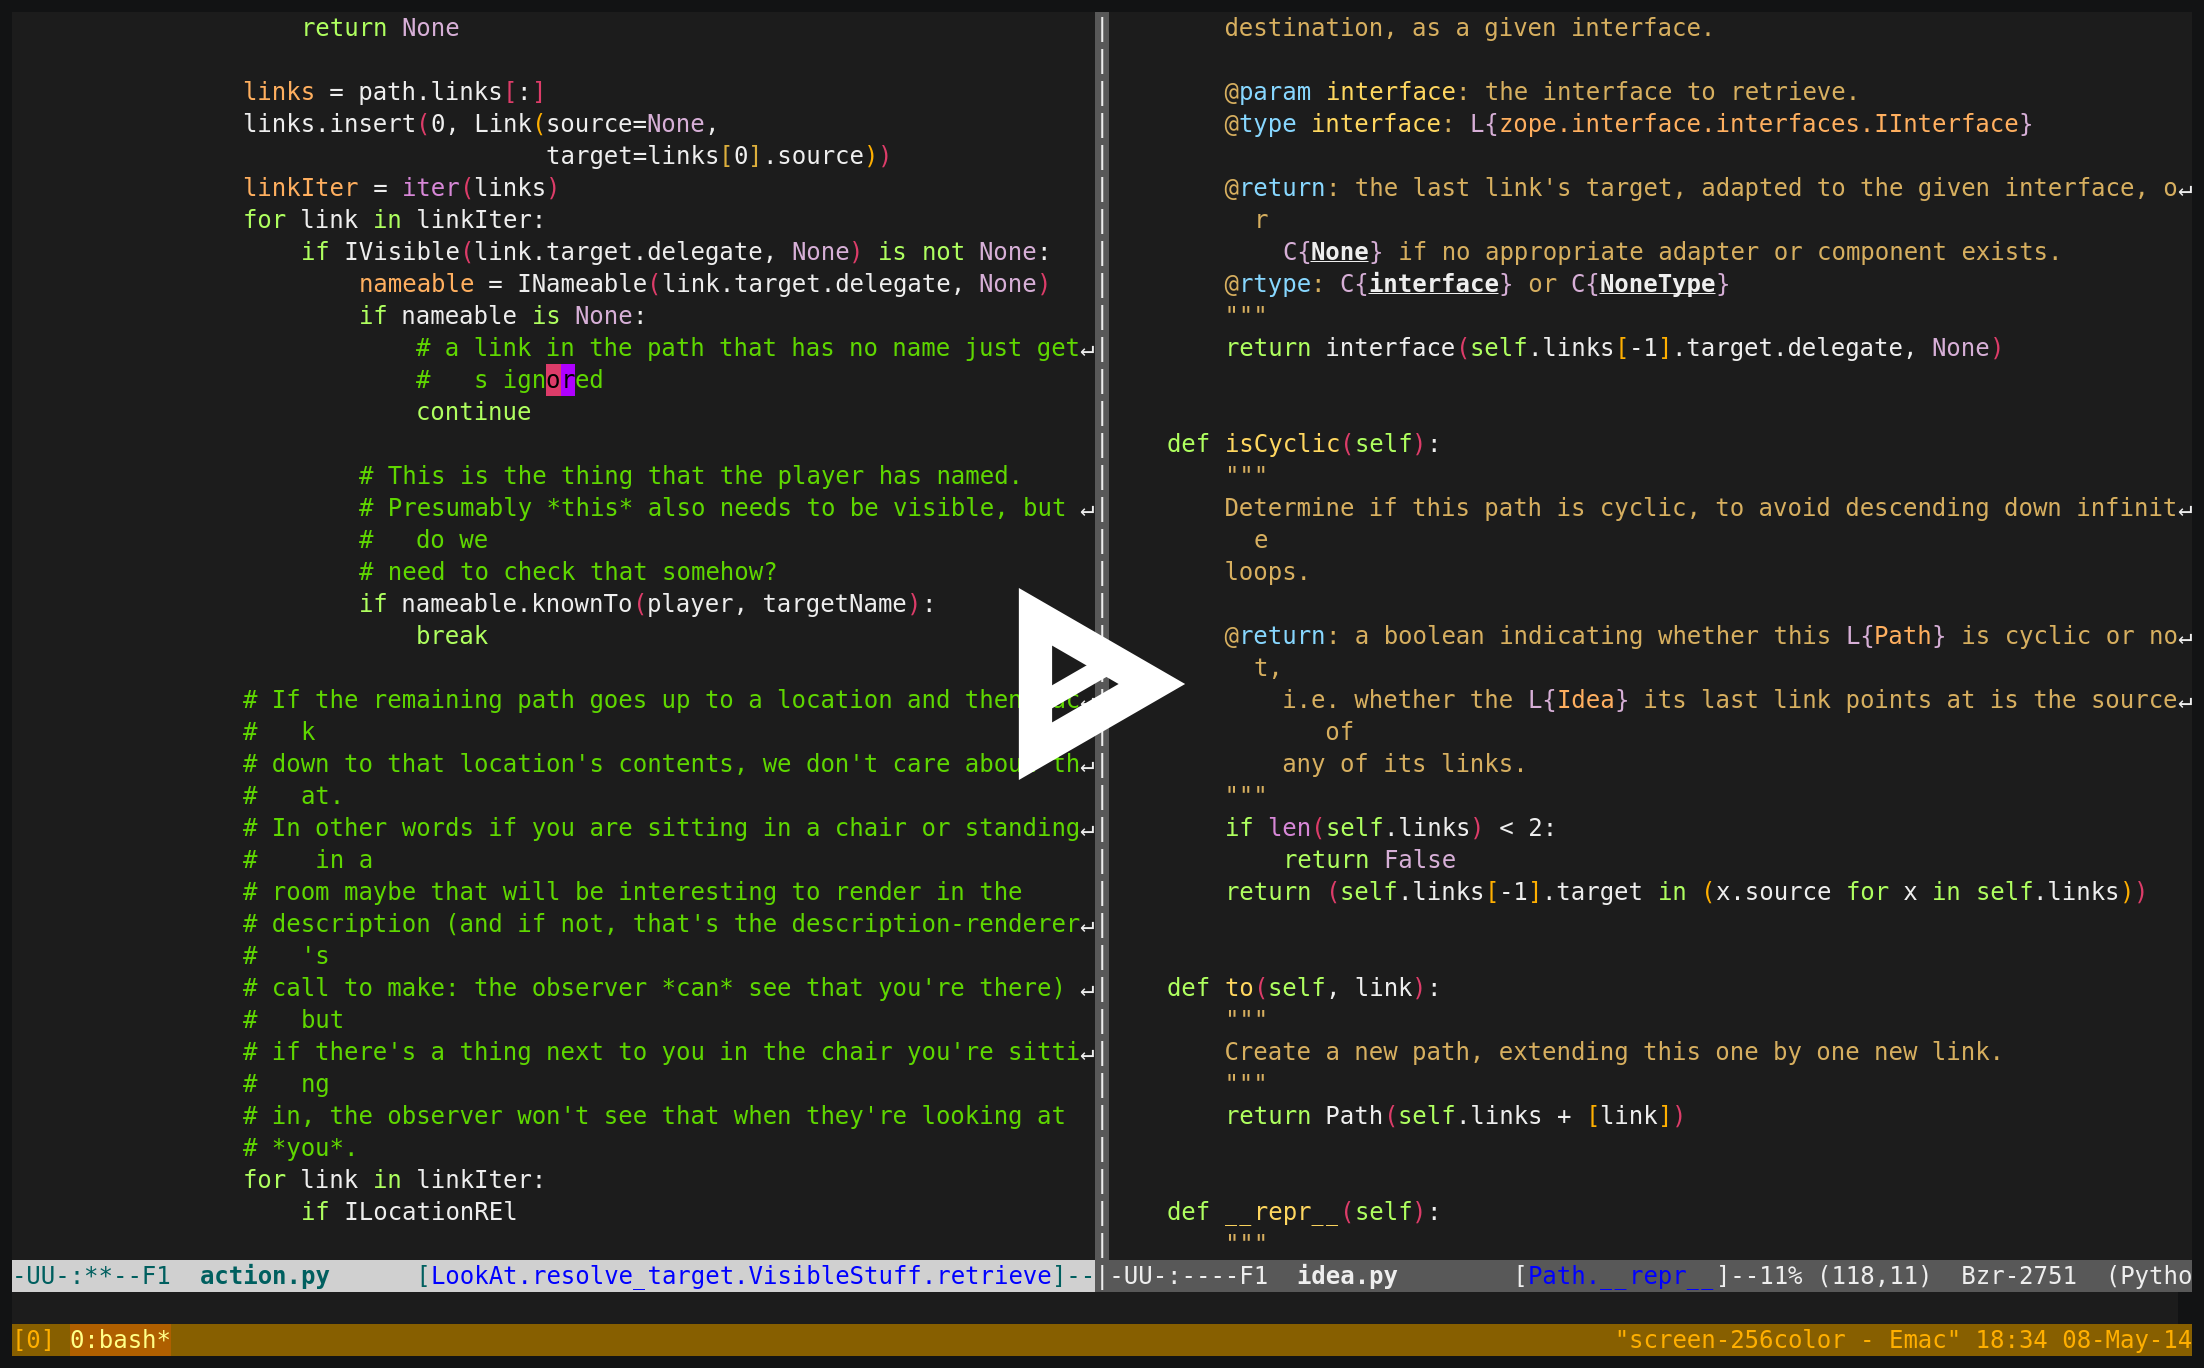 return None
links = path.links[:]
links.insert(0, Link(source=None,
target=links[0].source))
linkIter = iter(links)
for link in linkIter:
if IVisible(link.target.delegate, None) is not None:
nameable = INameable(link.target.delegate, None)
if nameable is None:
# a link in the path that has no name just get↵
#   s ignored
continue
# This is the thing that the player has named.
# Presumably *this* also needs to be visible, but ↵
#   do we
# need to check that somehow?
if nameable.knownTo(player, targetName):
break
# If the remaining path goes up to a location and then
#   k
# down to that location's contents, we don't care about th↵
#   at.
# In other words if you are sitting in a chair or standing↵
#    in a
# room maybe that will be interesting to render in the
# description (and if not, that's the description-renderer↵
#   's
# call to make: the observer *can* see that you're there) ↵
#   but
# if there's a thing next to you in the chair you're sitti↵
#   ng
# in, the observer won't see that when they're looking at
# *you*.
for link in linkIter:
if ILocationREl
-UU-:**--F1  action.py      [LookAt.resolve_target.VisibleStuff.retrieve]--
destination, as a given interface.
@param interface: the interface to retrieve.
@type interface: L{zope.interface.interfaces.IInterface}
@return: the last link's target, adapted to the given interface, o↵
r
C{None} if no appropriate adapter or component exists.
@rtype: C{interface} or C{NoneType}
"""
return interface(self.links[-1].target.delegate, None)
def isCyclic(self):
"""
Determine if this path is cyclic, to avoid descending down infinit↵
e
loops.
@return: a boolean indicating whether this L{Path} is cyclic or no↵
t,
i.e. whether the L{Idea} its last link points at is the source↵
of
any of its links.
"""
if len(self.links) < 2:
return False
return (self.links[-1].target in (x.source for x in self.links))
def to(self, link):
"""
Create a new path, extending this one by one new link.
"""
return Path(self.links + [link])
def __repr__(self):
"""
-UU-:----F1  idea.py        [Path.__repr__]--11% (118,11)  Bzr-2751  (Pytho
[0] 0:bash*
"screen-256color - Emac" 18:34 08-May-14